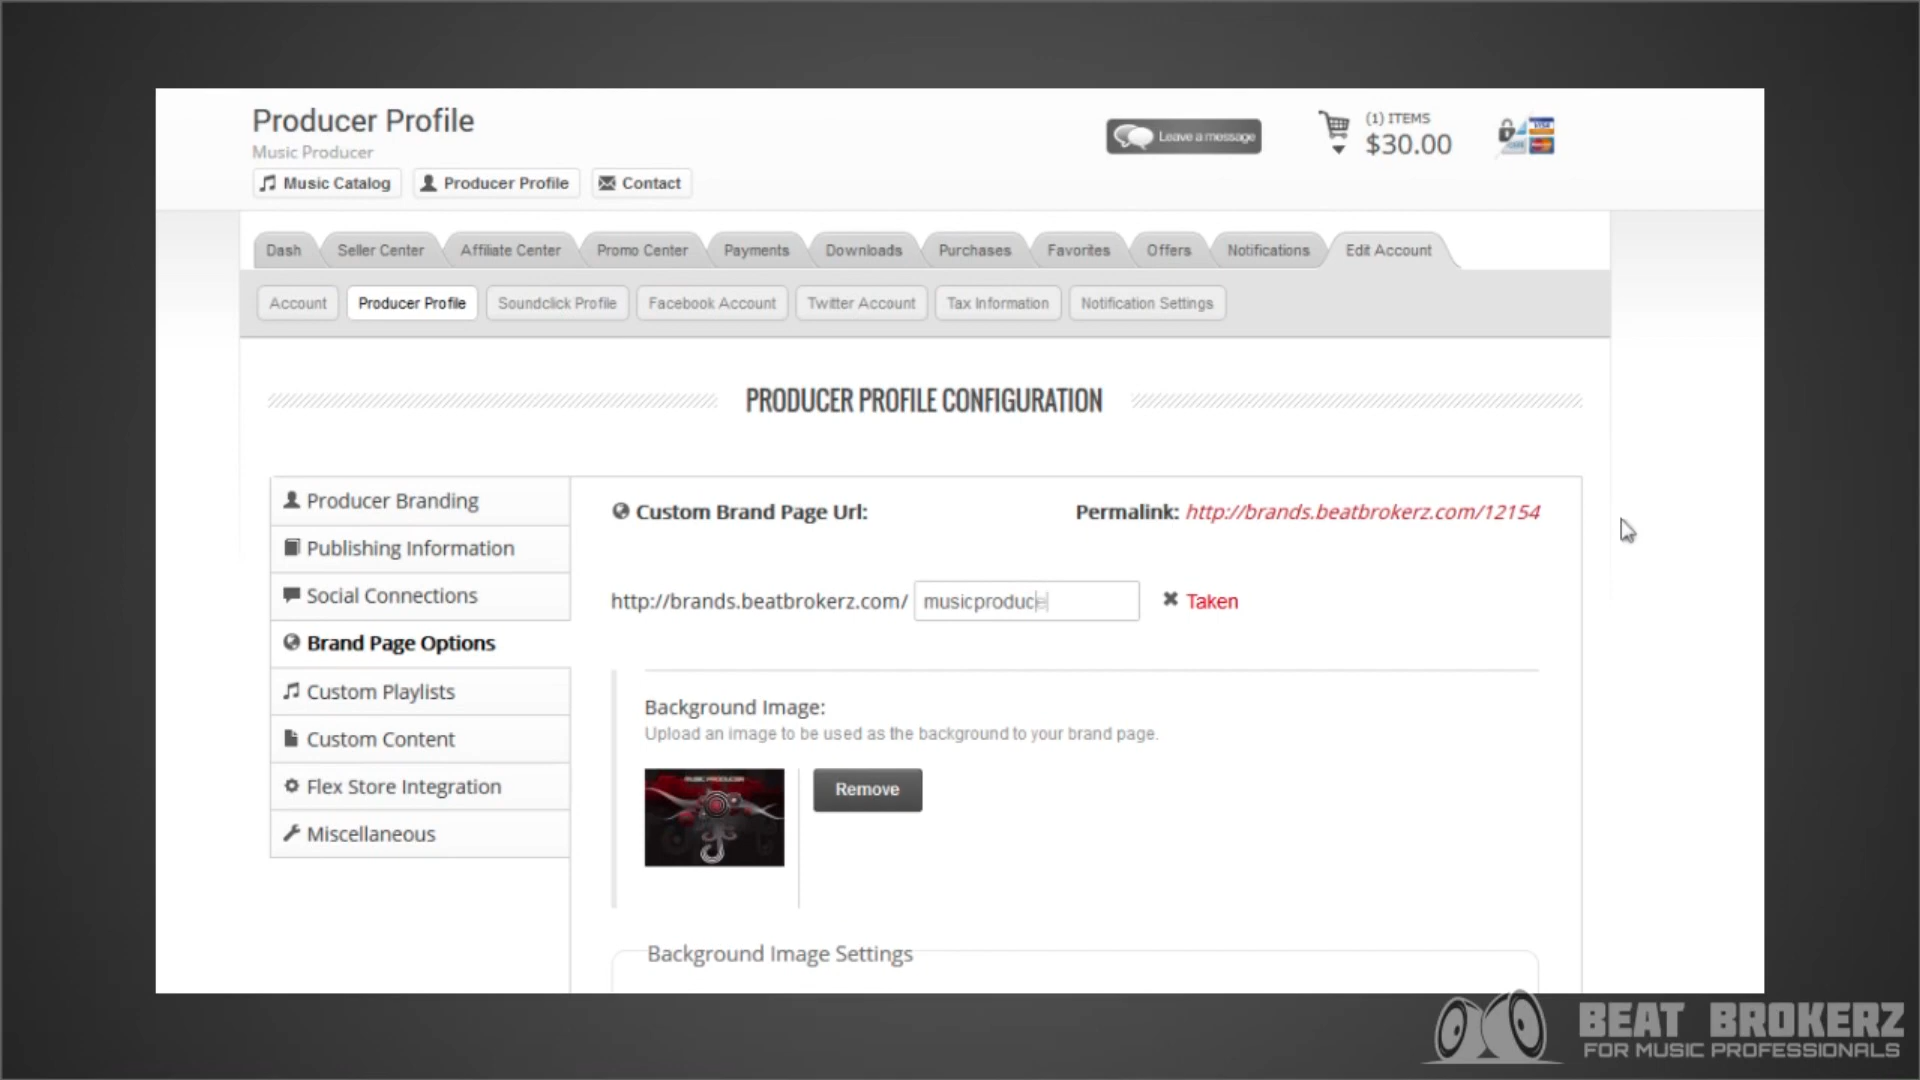 Producer Profile
Music Producer
Music Catalog
Producer Profile
Contact
Leave a message
(1) ITEMS
$30.00
VISA
Dash
Seller Center
Affiliate Center
Promo Center
Payments
Downloads
Purchases
Favorites
Offers
Notifications
Edit Account
Account
Producer Profile
Soundclick Profile
Facebook Account
Twitter Account
Tax Information
Notification Settings
PRODUCER PROFILE CONFIGURATION
Producer Branding
Publishing Information
Social Connections
Brand Page Options
Custom Playlists
Custom Content
Flex Store Integration
Miscellaneous
Custom Brand Page Url:
Permalink: http://brands.beatbrokerz.com/12154
http://brands.beatbrokerz.com/ musicproduce
Taken
Background Image:
Upload an image to be used as the background to your brand page.
MUSIC PRODUCER
Remove
Background Image Settings
BEAT BROKERZ
FOR MUSIC PROFESSIONALS